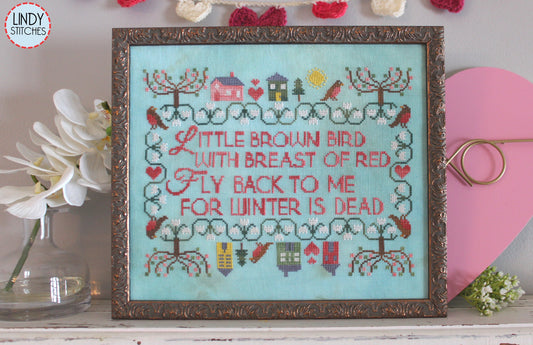 LINDY
STITCHES
LITTLE BROWN BIRD
WITH BREAST OF RED
FLY BACK TO ME
FOR WINTER IS DEAD